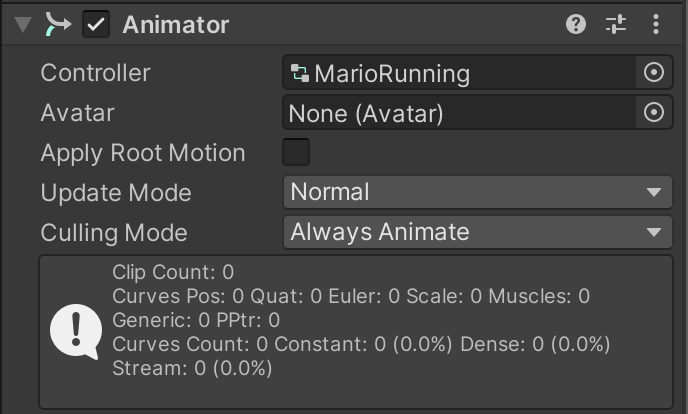 Animator
Controller MarioRunning
Avatar None (Avatar)
Apply Root Motion
Update Mode Normal
Culling Mode Always Animate
Clip Count: 0
Curves Pos: 0 Quat: 0 Euler: 0 Scale: 0 Muscles: 0
Generic: 0 PPtr: 0
Curves Count: 0 Constant: 0 (0.0%) Dense: 0 (0.0%)
Stream: 0 (0.0%)